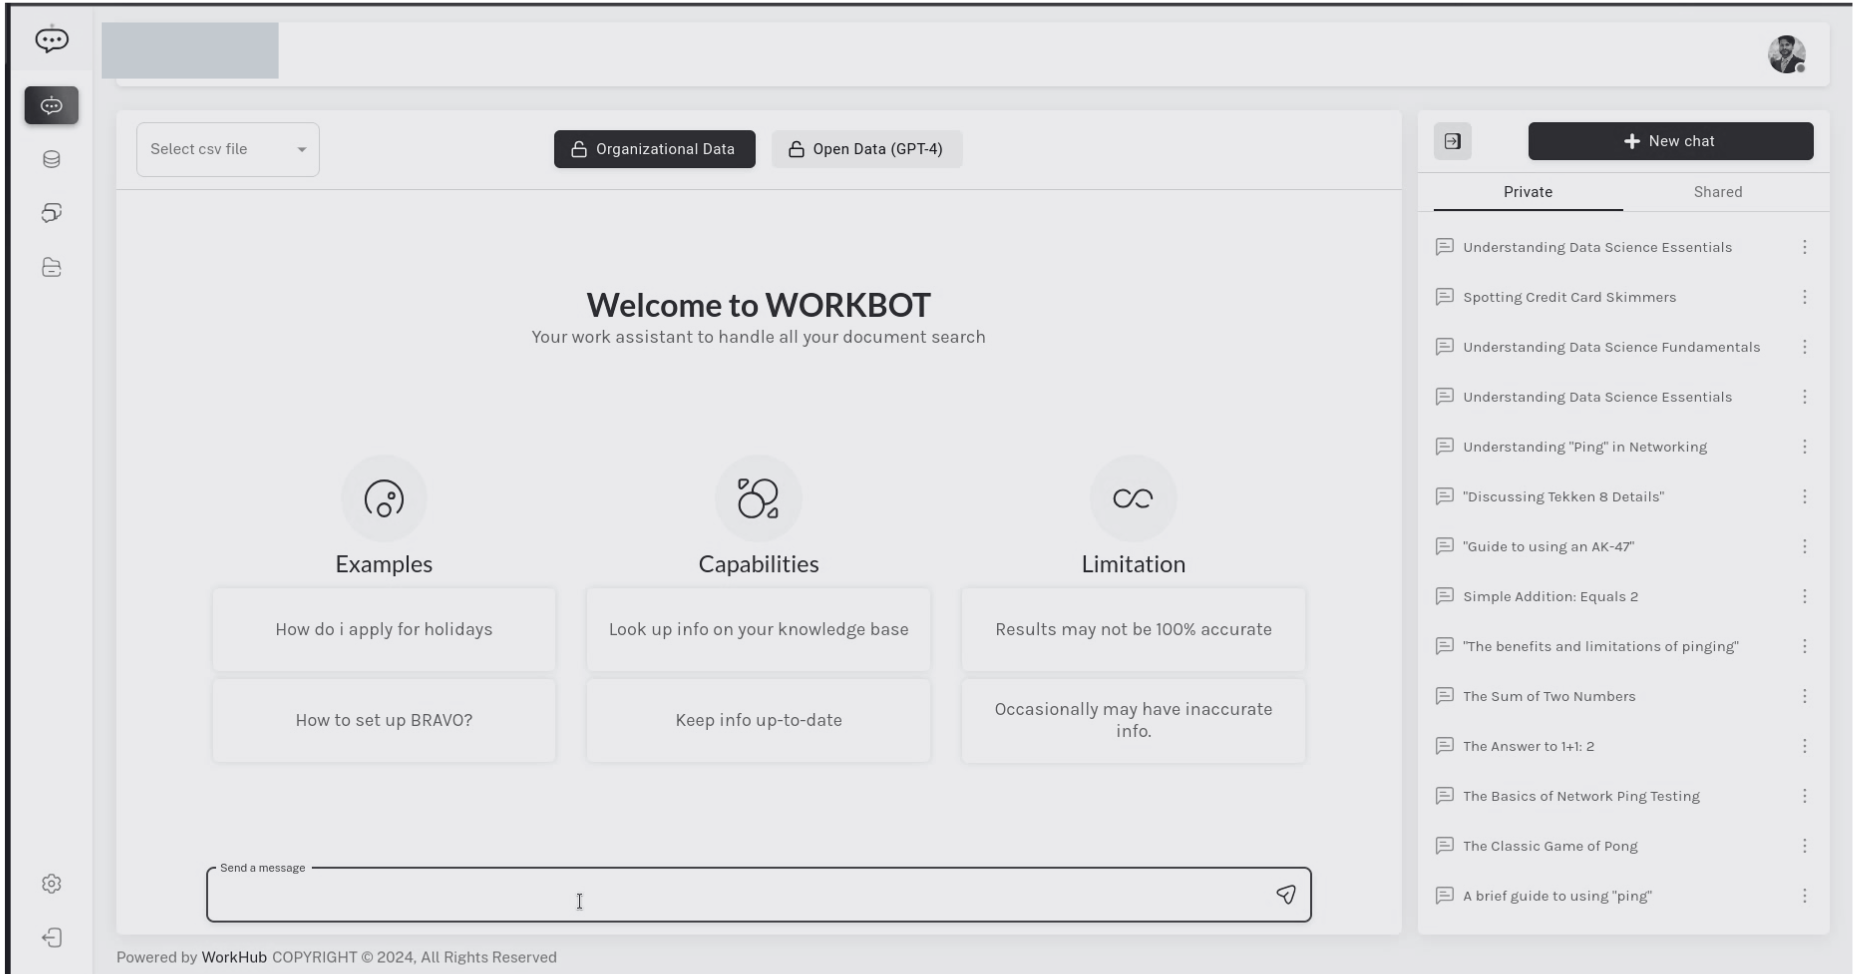 Select csv file
Organizational Data
Open Data (GPT-4)
Welcome to WORKBOT
Your work assistant to handle all your document search
Examples
How do i apply for holidays
How to set up BRAVO?
Capabilities
Look up info on your knowledge base
Keep info up-to-date
Limitation
Results may not be 100% accurate
Occasionally may have inaccurate
info.
Send a message
New chat
Private
Shared
Understanding Data Science Essentials
Spotting Credit Card Skimmers
Understanding Data Science Fundamentals
Understanding Data Science Essentials
Understanding "Ping" in Networking
"Discussing Tekken 8 Details"
"Guide to using an AK-47"
Simple Addition: Equals 2
"The benefits and limitations of pinging"
The Sum of Two Numbers
The Answer to 1+1: 2
The Basics of Network Ping Testing
The Classic Game of Pong
A brief guide to using "ping"
Powered by WorkHub COPYRIGHT © 2024, All Rights Reserved